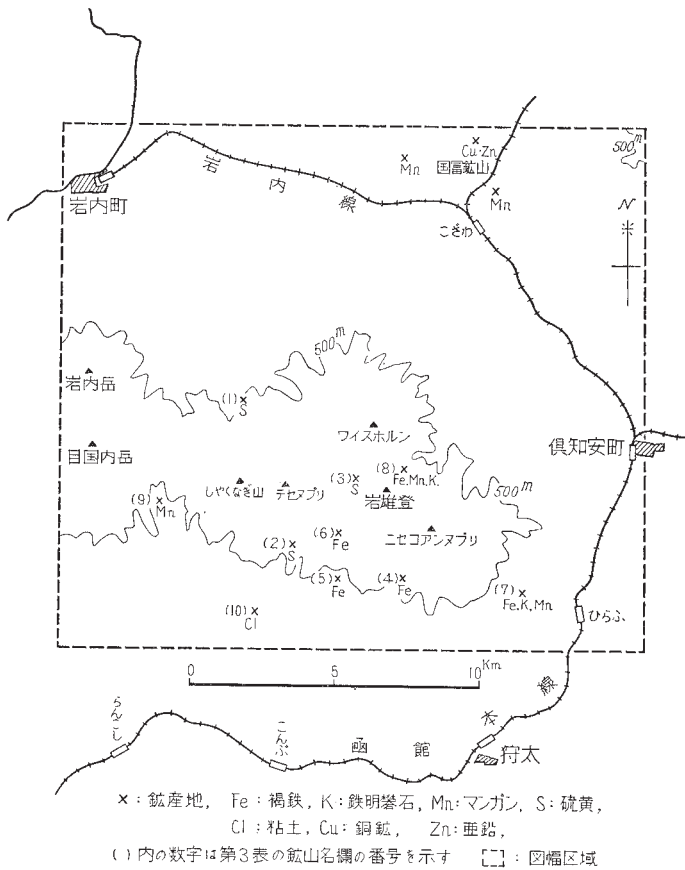 500m
Cu·Zn
国富鉱山
Mn
Mn
岩内線
岩内町
こざわ
N
500m
岩内岳
(1) S
ワイスホルン
倶知安町
目国内岳
(8) Fe.Mn.K.
(3) S
しゃくなぎ山
チセヌプリ
岩雄登
500m
(9) Mn
(6) Fe
(2) S
ニセコアンヌプリ
(5) Fe
(4) Fe
(7) Fe.K.Mn
(10) Cl
ひらふ
0 5 10 Km
らんこし
こんぶ
函館本線
狩太
×：鉱産地, Fe：褐鉄, K：鉄明礬石, Mn：マンガン, S：硫黄,
Cl：粘土, Cu：銅鉱, Zn：亜鉛,
( ) 内の数字は第3表の鉱山名欄の番号を示す [ ]：図幅区域